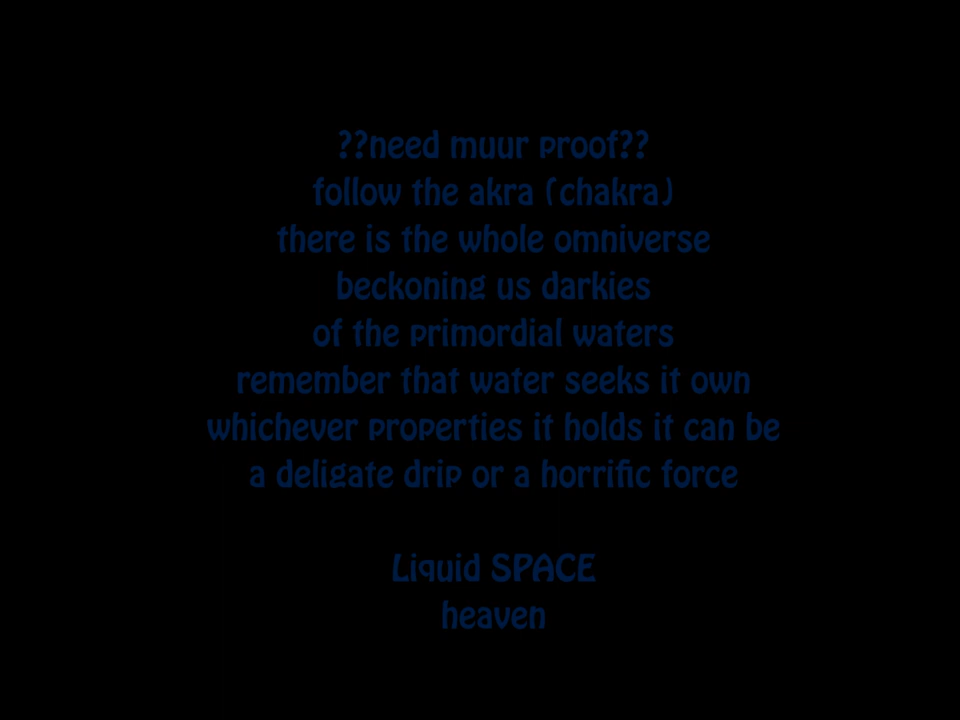 ??need muur proof??
follow the akra (chakra)
there is the whole omniverse
beckoning us darkies
of the primordial waters
remember that water seeks it own
whichever properties it holds it can be
a deligate drip or a horrific force
Liquid SPACE
heaven